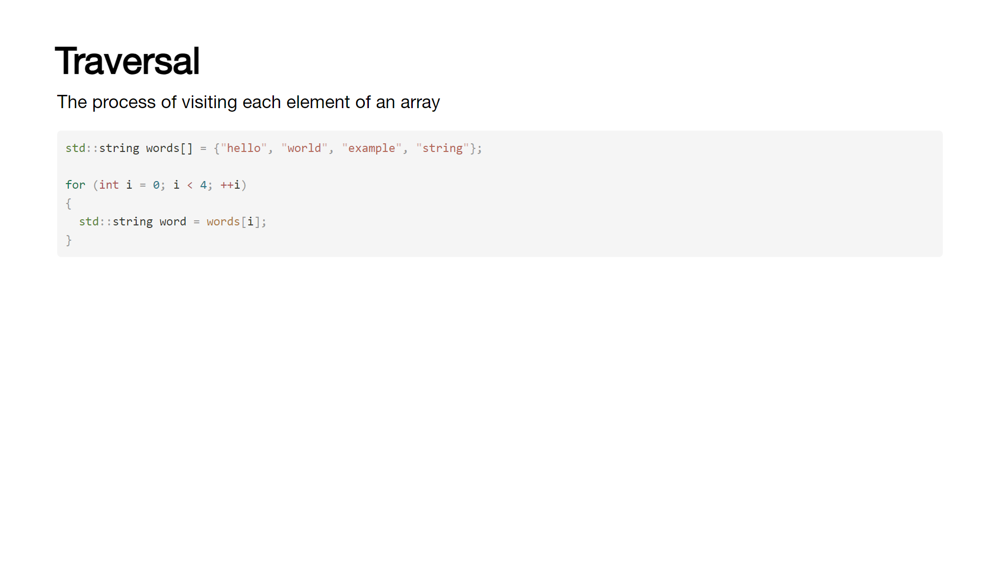 Traversal
The process of visiting each element of an array
std::string words[] = {"hello", "world", "example", "string"};
for (int i = 0; i < 4; ++i)
{
  std::string word = words[i];
}